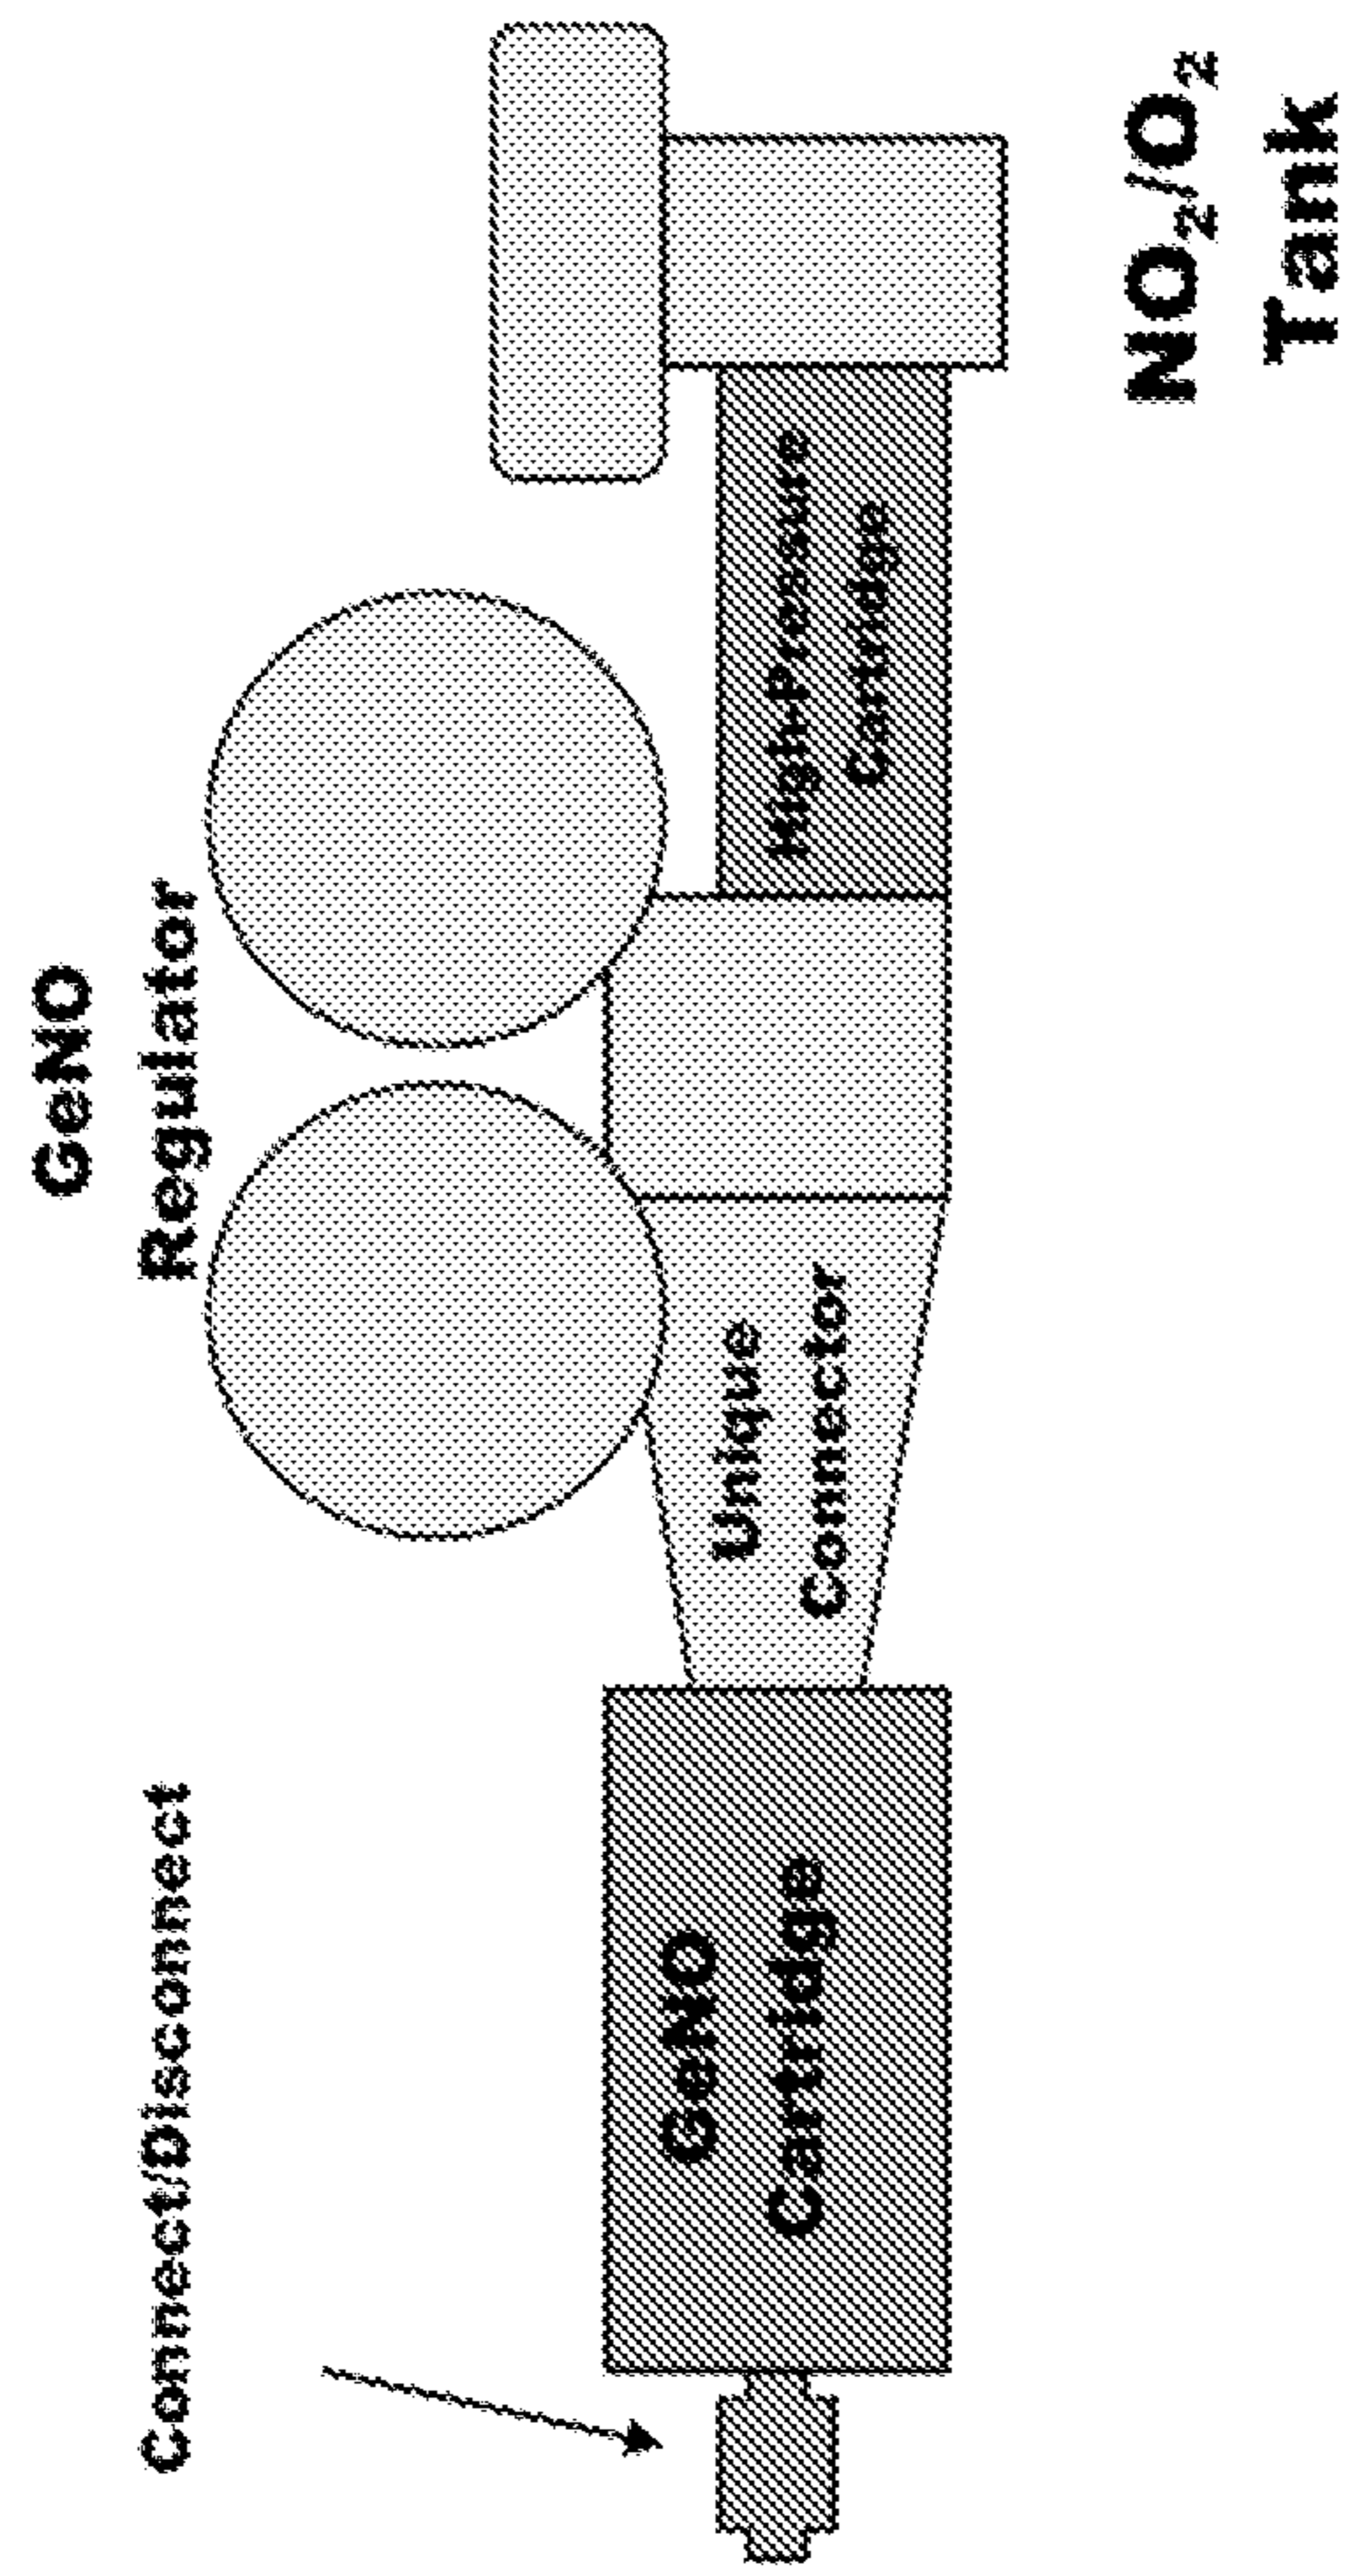 GeNO
Regulator
Connect/Disconnect
GeNO
Cartridge
Unique
Connector
High-Pressure
Cartridge
NO₂/O₂
Tank